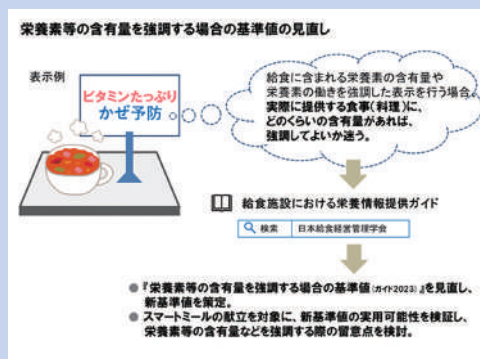 栄養素等の含有量を強調する場合の基準値の見直し
表示例
ビタミンたっぷり
かぜ予防
給食に含まれる栄養素の含有量や
栄養素の働きを強調した表示を行う場合、
実際に提供する食事(料理)に、
どのくらいの含有量があれば、
強調してよいか迷う。
給食施設における栄養情報提供ガイド
検索 日本給食経営管理学会
● 『栄養素等の含有量を強調する場合の基準値(ガイド2023)』を見直し、
新基準値を策定。
● スマートミールの献立を対象に、新基準値の実用可能性を検証し、
栄養素等の含有量などを強調する際の留意点を検討。